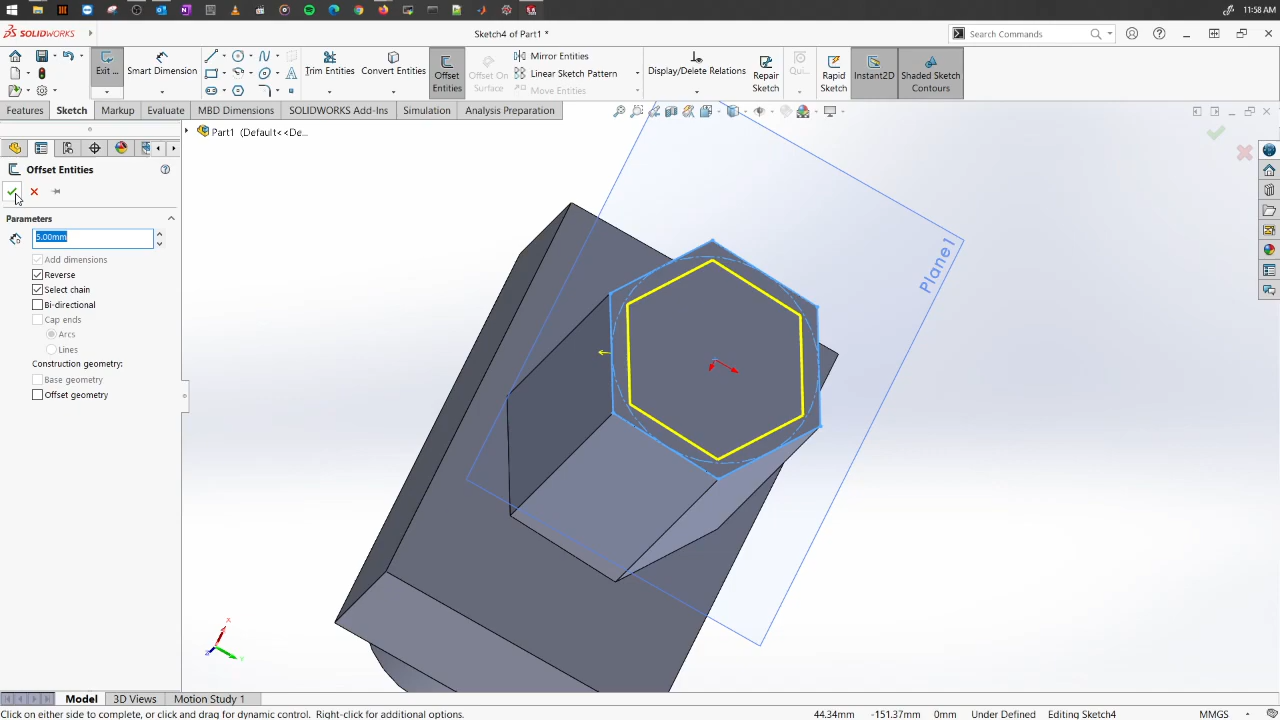 11:58 AM
SOLIDWORKS
Sketch4 of Part1 *
Search Commands
Exit ...
Smart Dimension
Trim Entities
Convert Entities
Offset Entities
Offset On Surface
Mirror Entities
Linear Sketch Pattern
Move Entities
Display/Delete Relations
Repair Sketch
Qui...
Rapid Sketch
Instant2D
Shaded Sketch Contours
Features
Sketch
Markup
Evaluate
MBD Dimensions
SOLIDWORKS Add-Ins
Simulation
Analysis Preparation
Part1 (Default<<De...
Offset Entities
Parameters
5.00mm
Add dimensions
Reverse
Select chain
Bi-directional
Cap ends
Arcs
Lines
Construction geometry:
Base geometry
Offset geometry
Plane1
X
Y
Z
Model
3D Views
Motion Study 1
Click on either side to complete, or click and drag for dynamic control. Right-click for additional options.
44.34mm
-151.37mm
0mm
Under Defined
Editing Sketch4
MMGS